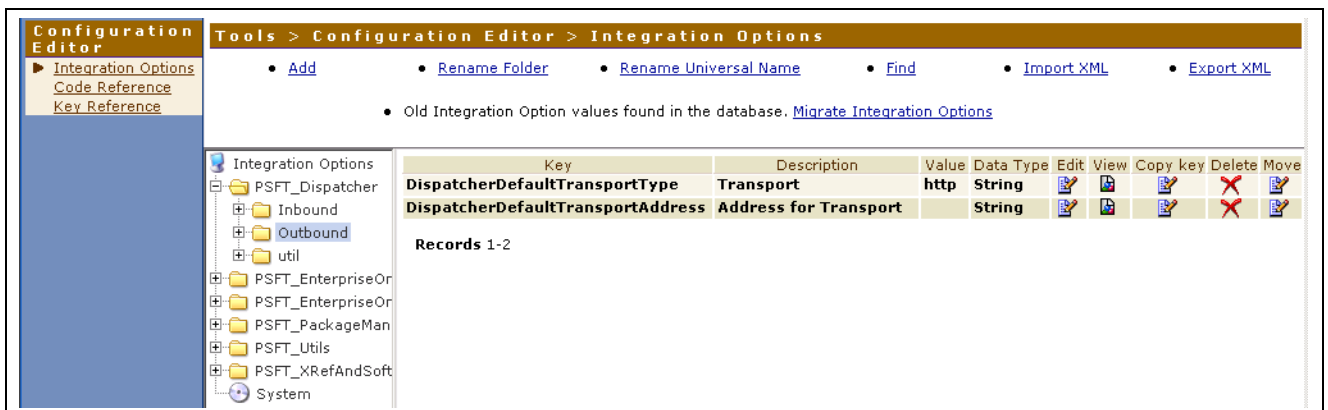 Configuration
Editor
Integration Options
Code Reference
Key Reference
Tools > Configuration Editor > Integration Options
Add Rename Folder Rename Universal Name Find Import XML Export XML
Old Integration Option values found in the database. Migrate Integration Options
Integration Options
PSFT_Dispatcher
Inbound
Outbound
util
PSFT_EnterpriseOr
PSFT_EnterpriseOr
PSFT_PackageMan
PSFT_Utils
PSFT_XRefAndSoft
System
Key Description Value Data Type Edit View Copy key Delete Move
DispatcherDefaultTransportType Transport http String
DispatcherDefaultTransportAddress Address for Transport String
Records 1-2